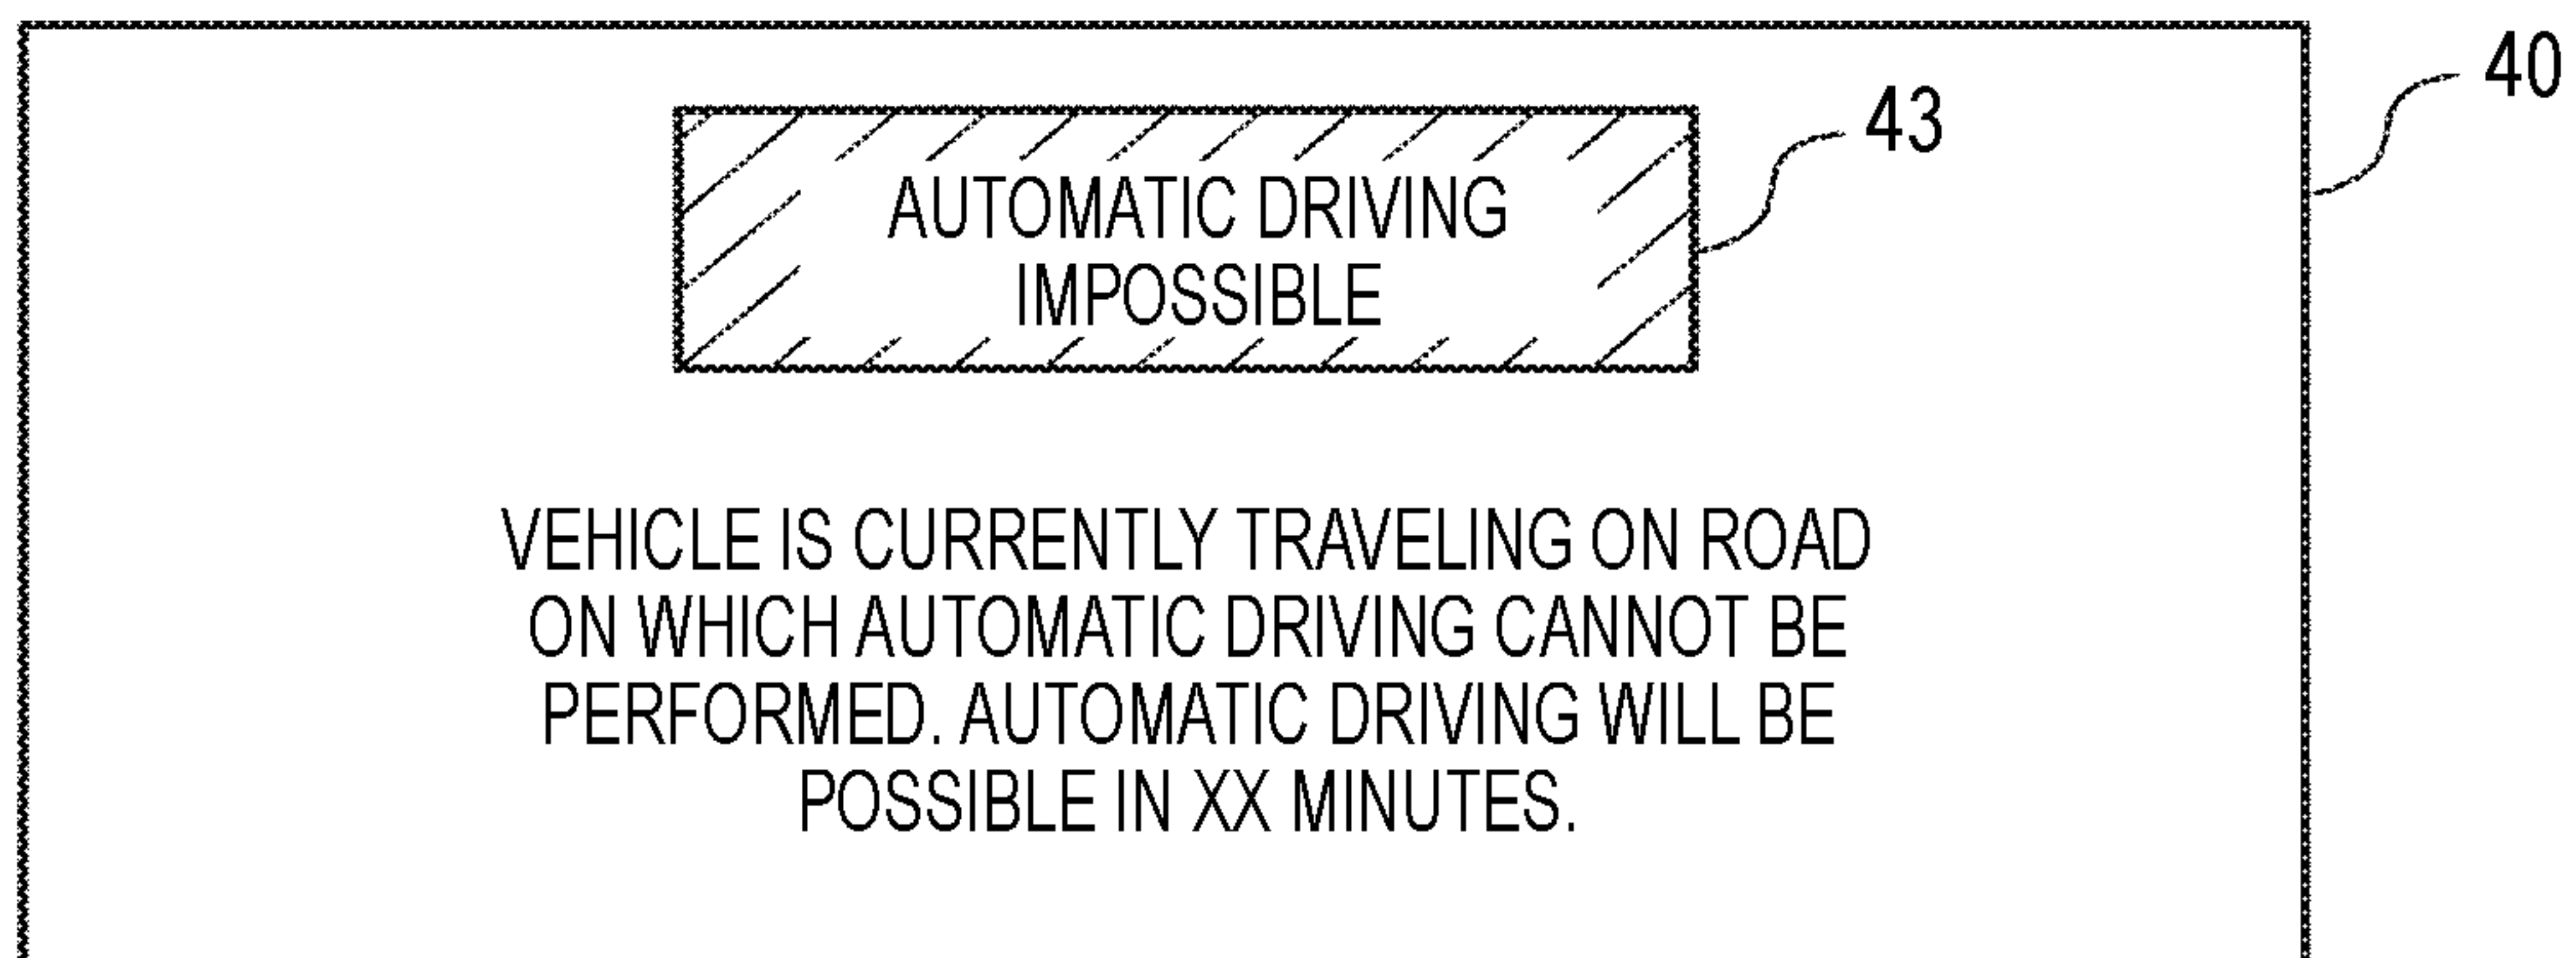 40
43
AUTOMATIC DRIVING
IMPOSSIBLE
VEHICLE IS CURRENTLY TRAVELING ON ROAD
ON WHICH AUTOMATIC DRIVING CANNOT BE
PERFORMED. AUTOMATIC DRIVING WILL BE
POSSIBLE IN XX MINUTES.